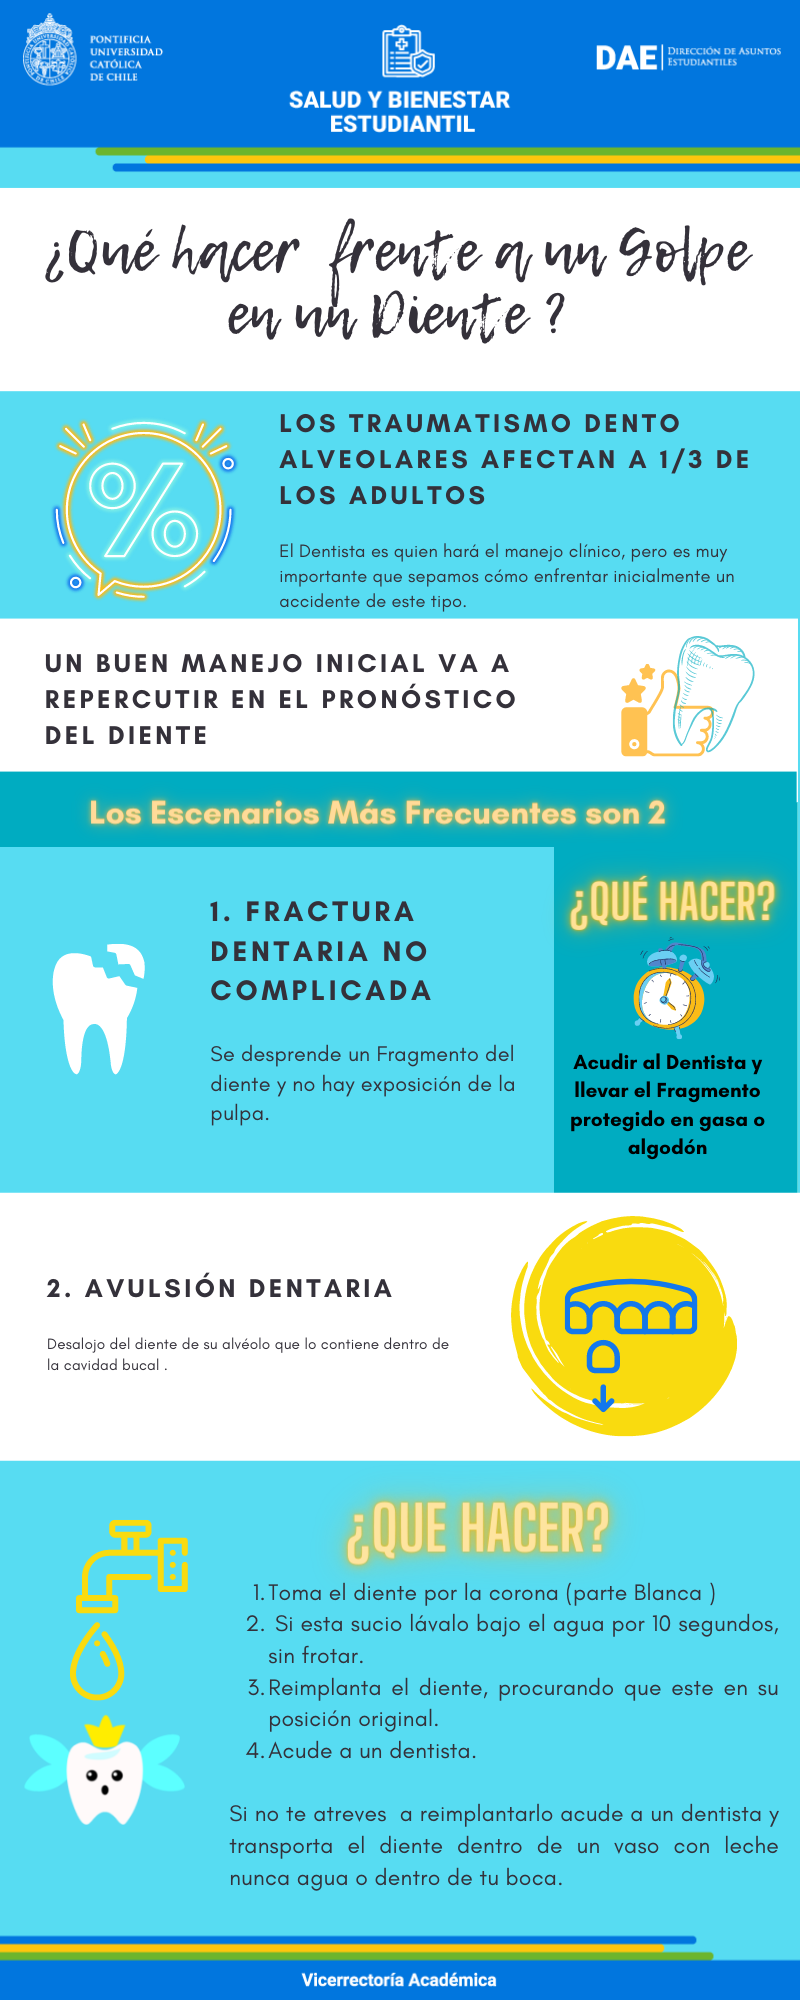 PONTIFICIA
UNIVERSIDAD
CATÓLICA
DE CHILE
SALUD Y BIENESTAR
ESTUDIANTIL
DAE
DIRECCIÓN DE ASUNTOS
ESTUDIANTILES
¿Qué hacer frente a un Golpe
en un Diente ?
LOS TRAUMATISMO DENTO
ALVEOLARES AFECTAN A 1/3 DE
LOS ADULTOS
%
El Dentista es quien hará el manejo clínico, pero es muy
importante que sepamos cómo enfrentar inicialmente un
accidente de este tipo.
UN BUEN MANEJO INICIAL VA A
REPERCUTIR EN EL PRONÓSTICO
DEL DIENTE
Los Escenarios Más Frecuentes son 2
1. FRACTURA
DENTARIA NO
COMPLICADA
Se desprende un Fragmento del
diente y no hay exposición de la
pulpa.
¿QUÉ HACER?
Acudir al Dentista y
llevar el Fragmento
protegido en gasa o
algodón
2. AVULSIÓN DENTARIA
Desalojo del diente de su alvéolo que lo contiene dentro de
la cavidad bucal .
¿QUE HACER?
1. Toma el diente por la corona (parte Blanca )
2. Si esta sucio lávalo bajo el agua por 10 segundos,
sin frotar.
3. Reimplanta el diente, procurando que este en su
posición original.
4. Acude a un dentista.
Si no te atreves a reimplantarlo acude a un dentista y
transporta el diente dentro de un vaso con leche
nunca agua o dentro de tu boca.
Vicerrectoría Académica